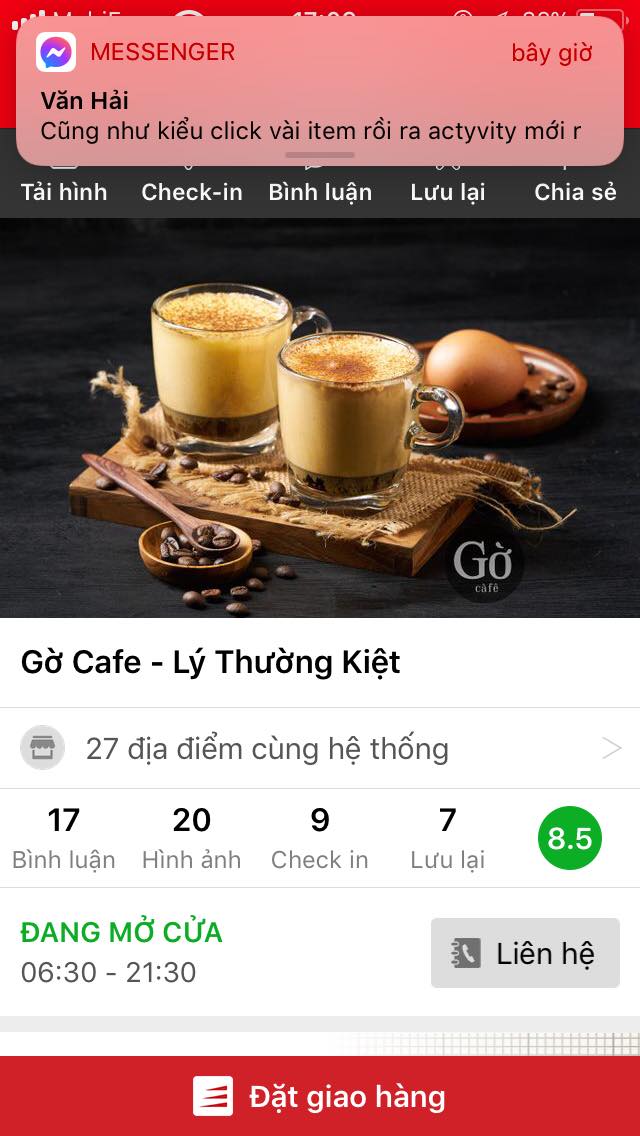 MESSENGER
bây giờ
Văn Hải
Cũng như kiểu click vài item rồi ra actyvity mới r
Tải hình
Check-in
Bình luận
Lưu lại
Chia sẻ
Gờ
càfê
Gờ Cafe - Lý Thường Kiệt
27 địa điểm cùng hệ thống
17
20
9
7
8.5
Bình luận
Hình ảnh
Check in
Lưu lại
ĐANG MỞ CỬA
06:30 - 21:30
Liên hệ
Đặt giao hàng